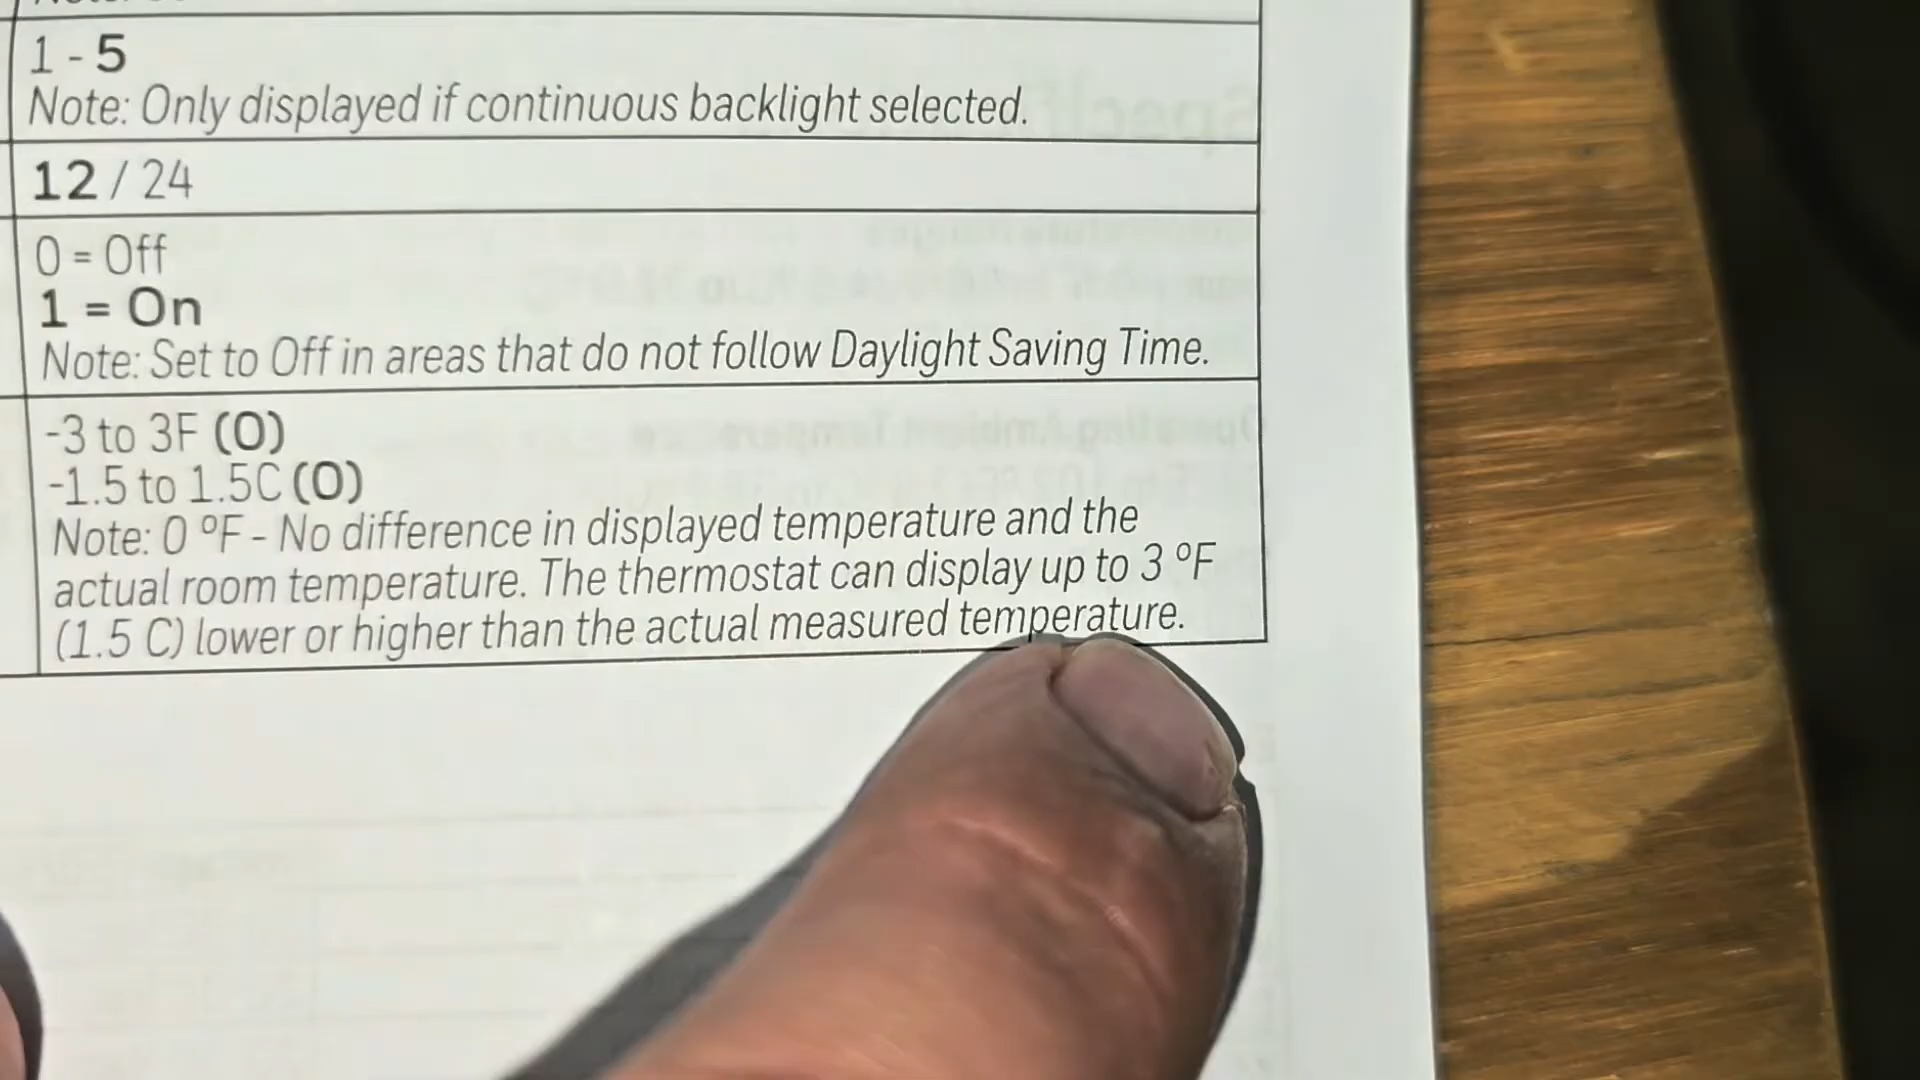 1 - 5
Note: Only displayed if continuous backlight selected.
12 / 24
0 = Off
1 = On
Note: Set to Off in areas that do not follow Daylight Saving Time.
-3 to 3F (0)
-1.5 to 1.5C (0)
Note: 0 ºF - No difference in displayed temperature and the
actual room temperature. The thermostat can display up to 3 ºF
(1.5 C) lower or higher than the actual measured temperature.